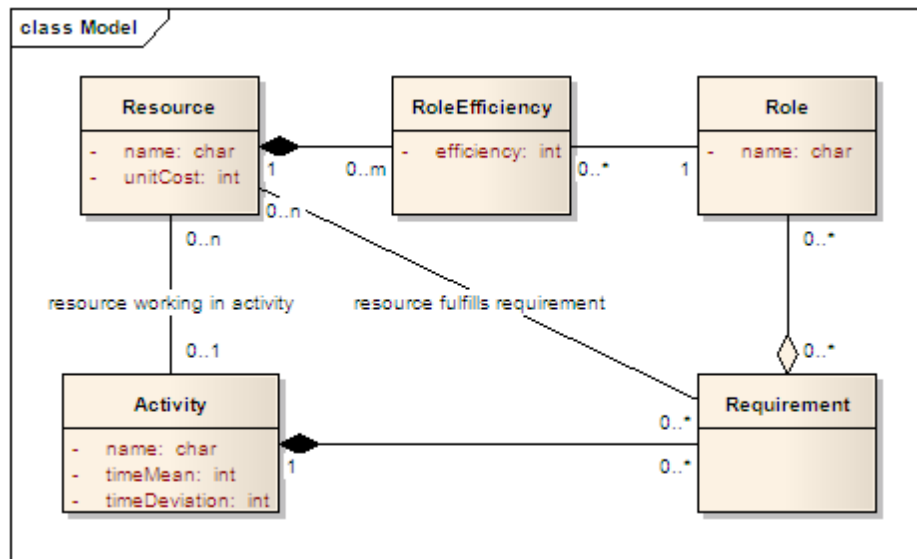 class Model
Resource
- name: char
- unitCost: int
RoleEfficiency
- efficiency: int
Role
- name: char
1
0..m
0..*
1
0..n
0..n
0..*
resource working in activity
resource fulfills requirement
0..1
0..*
Activity
- name: char
- timeMean: int
- timeDeviation: int
Requirement
0..*
1
0..*